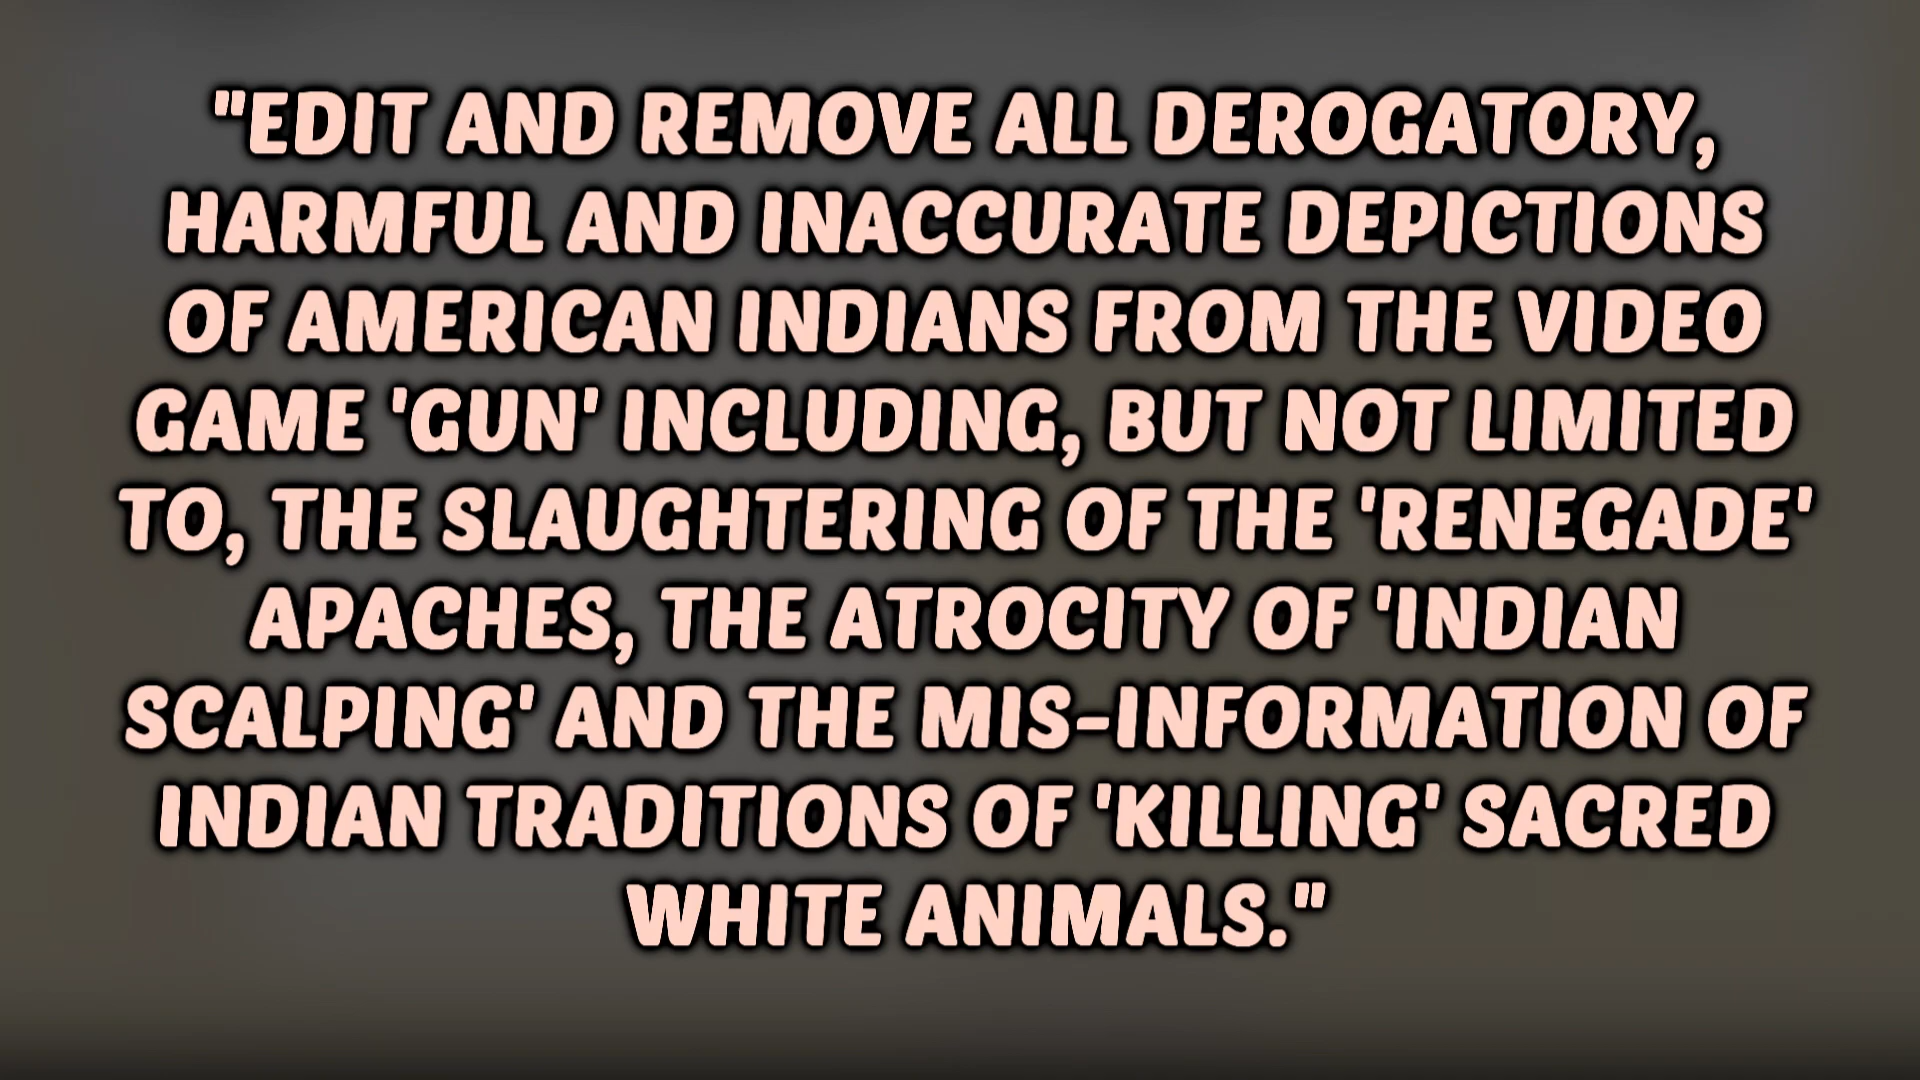 "EDIT AND REMOVE ALL DEROGATORY,
HARMFUL AND INACCURATE DEPICTIONS
OF AMERICAN INDIANS FROM THE VIDEO
GAME 'GUN' INCLUDING, BUT NOT LIMITED
TO, THE SLAUGHTERING OF THE 'RENEGADE'
APACHES, THE ATROCITY OF 'INDIAN
SCALPING' AND THE MIS-INFORMATION OF
INDIAN TRADITIONS OF 'KILLING' SACRED
WHITE ANIMALS."